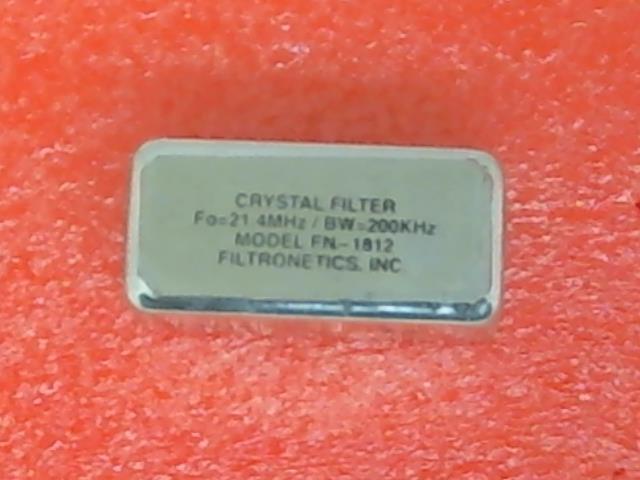 CRYSTAL FILTER
Fo=21.4MHz / BW=200KHz
MODEL FN-1812
FILTRONETICS, INC